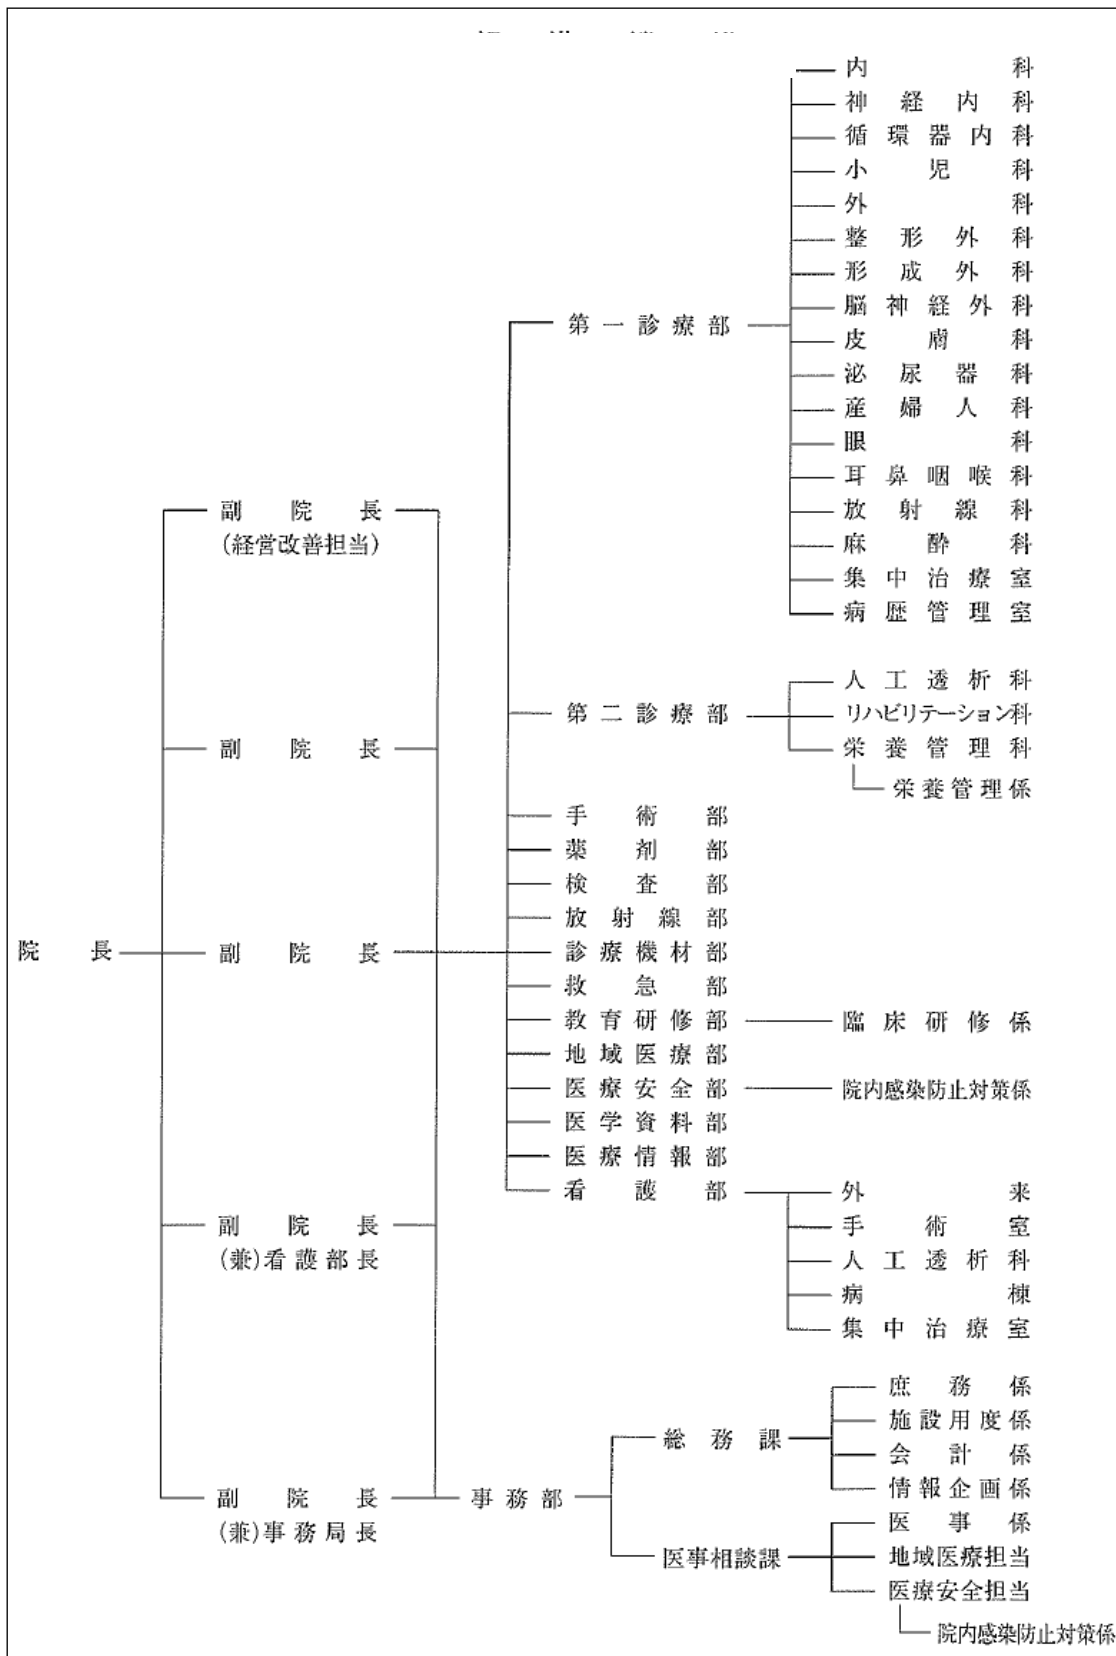 内科
神経内科
循環器内科
小児科
外科
整形外科
形成外科
脳神経外科
第一診療部
皮膚科
泌尿器科
産婦人科
眼科
耳鼻咽喉科
放射線科
麻酔科
集中治療室
病歴管理室
副院長
(経営改善担当)
人工透析科
第二診療部
リハビリテーション科
栄養管理科
栄養管理係
副院長
手術部
薬剤部
検査部
放射線部
院長
副院長
診療機材部
救急部
教育研修部
臨床研修係
地域医療部
医療安全部
院内感染防止対策係
医学資料部
医療情報部
看護部
外来
手術室
人工透析科
病棟
集中治療室
副院長
(兼)看護部長
庶務係
総務課
施設用度係
会計係
情報企画係
副院長
(兼)事務局長
事務部
医事係
医事相談課
地域医療担当
医療安全担当
院内感染防止対策係